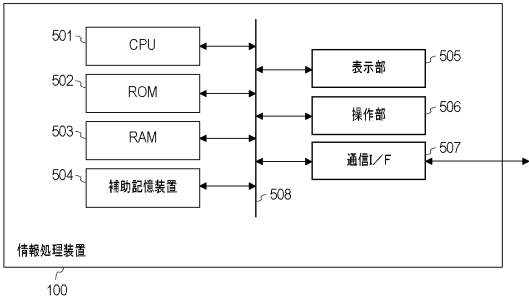 501
CPU
502
ROM
503
RAM
504
補助記憶装置
505
表示部
506
操作部
507
通信I／F
508
情報処理装置
100